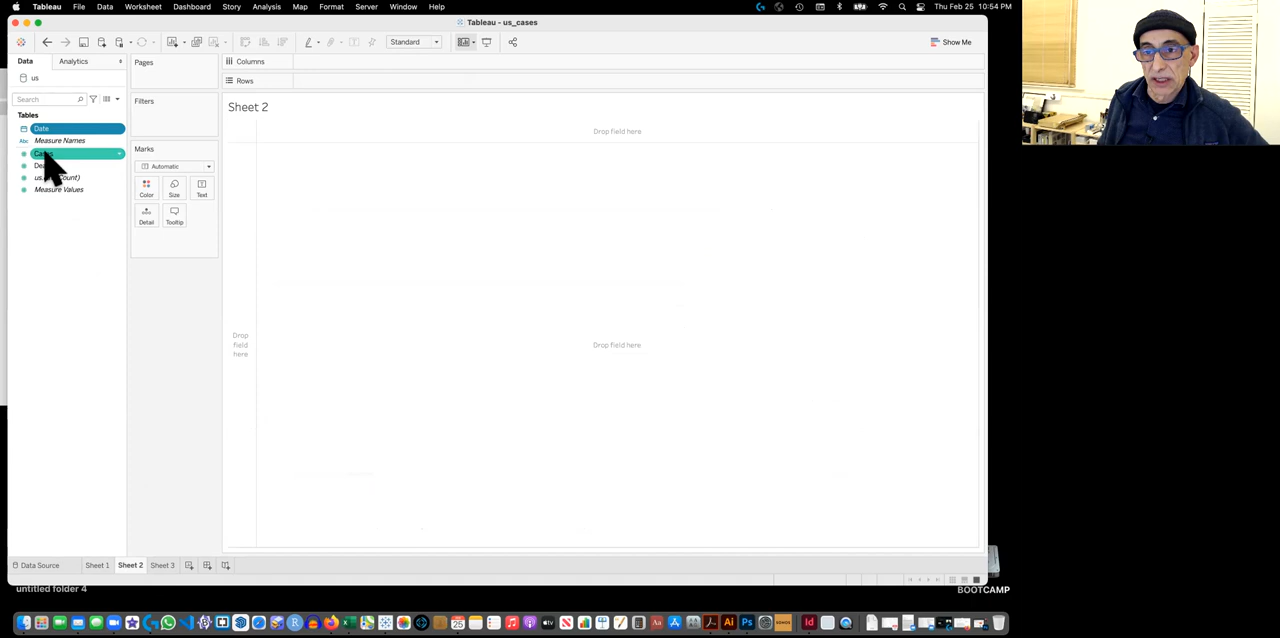 Tableau File Data Worksheet Dashboard Story Analysis Map Format Server Window Help
Thu Feb 25 10:54 PM
Tableau - us_cases
Standard
Show Me
Data Analytics
us
Search
Tables
Date
Abc Measure Names
Measure Values
Pages
Filters
Marks
Automatic
Color Size Text
Detail Tooltip
Columns
Rows
Sheet 2
Drop field here
Drop
field
here
Drop field here
Data Source Sheet 1 Sheet 2 Sheet 3
untitled folder 4
BOOTCAMP